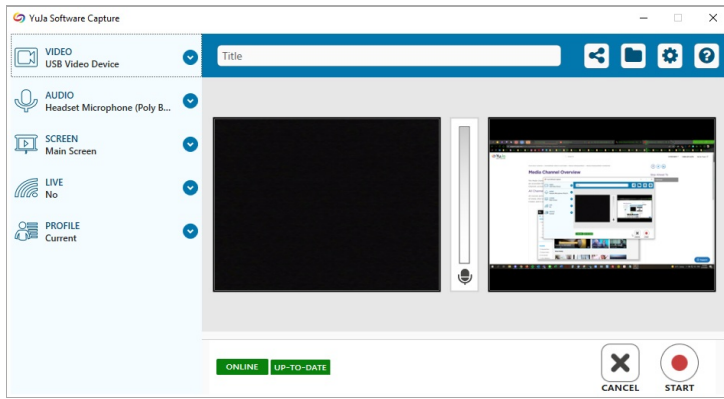 YuJa Software Capture
VIDEO
USB Video Device
Title
AUDIO
Headset Microphone (Poly B...
SCREEN
Main Screen
LIVE
No
PROFILE
Current
Media Channel Overview
ONLINE
UP-TO-DATE
CANCEL
START